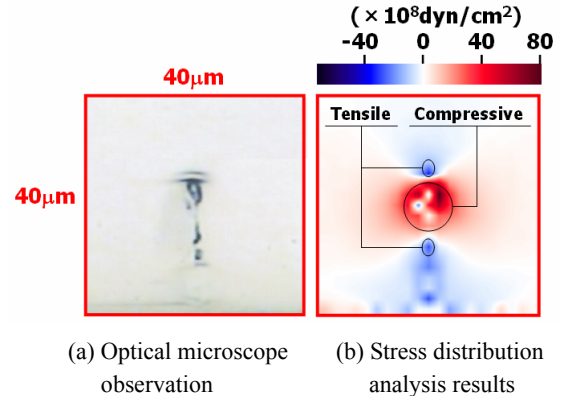 (×10⁸dyn/cm²)
-40 0 40 80
40μm
40μm
Tensile Compressive
(a) Optical microscope
observation
(b) Stress distribution
analysis results